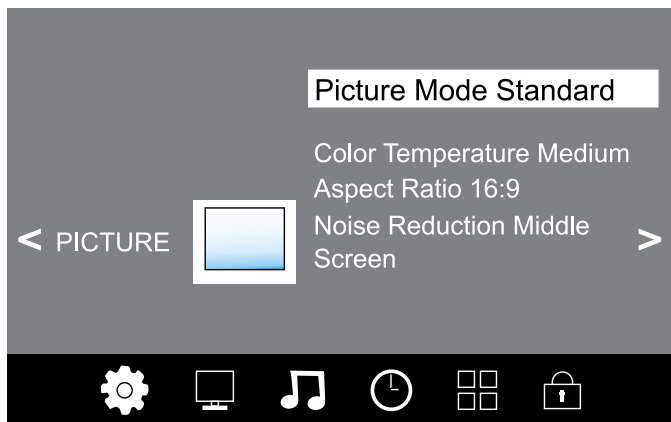 Picture Mode Standard
Color Temperature Medium
Aspect Ratio 16:9
< PICTURE
Noise Reduction Middle
>
Screen